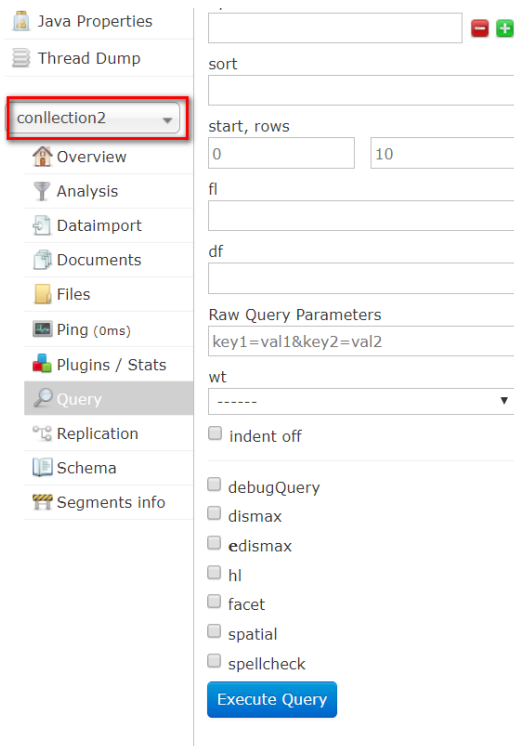 Java Properties
Thread Dump
conllection2
Overview
Analysis
Dataimport
Documents
Files
Ping (0ms)
Plugins / Stats
Query
Replication
Schema
Segments info
sort
start, rows
0 10
fl
df
Raw Query Parameters
key1=val1&key2=val2
wt
------
indent off
debugQuery
dismax
edismax
hl
facet
spatial
spellcheck
Execute Query